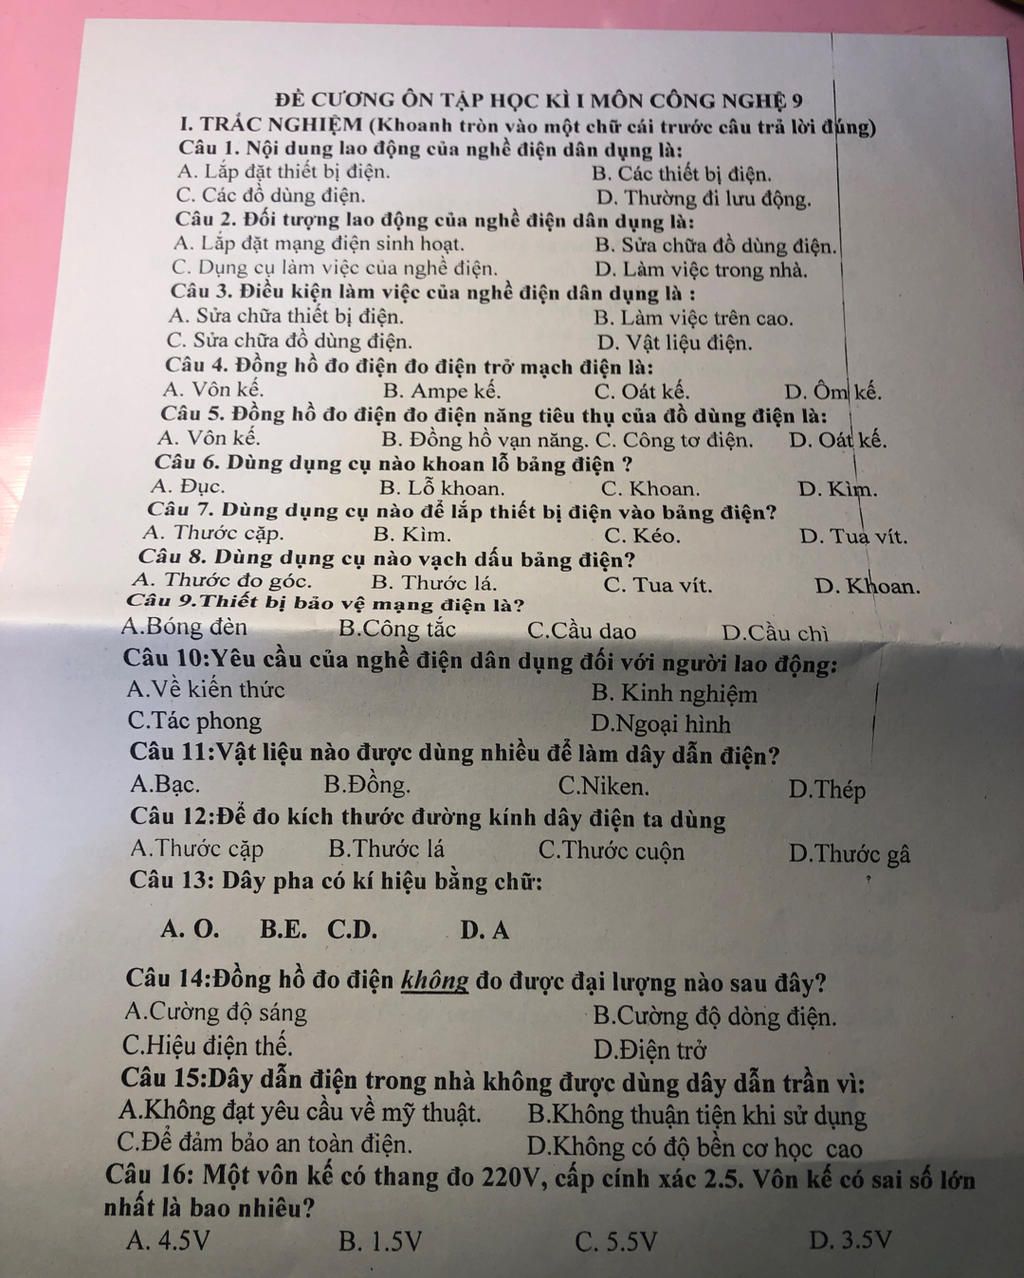 ĐỀ CƯƠNG ÔN TẬP HỌC KÌ I MÔN CÔNG NGHỆ 9
I. TRẮC NGHIỆM (Khoanh tròn vào một chữ cái trước câu trả lời đúng)
Câu 1. Nội dung lao động của nghề điện dân dụng là:
A. Lắp đặt thiết bị điện. B. Các thiết bị điện.
C. Các đồ dùng điện. D. Thường đi lưu động.
Câu 2. Đối tượng lao động của nghề điện dân dụng là:
A. Lắp đặt mạng điện sinh hoạt. B. Sửa chữa đồ dùng điện.
C. Dụng cụ làm việc của nghề điện. D. Làm việc trong nhà.
Câu 3. Điều kiện làm việc của nghề điện dân dụng là :
A. Sửa chữa thiết bị điện. B. Làm việc trên cao.
C. Sửa chữa đồ dùng điện. D. Vật liệu điện.
Câu 4. Đồng hồ đo điện đo điện trở mạch điện là:
A. Vôn kế. B. Ampe kế. C. Oát kế. D. Ôm kế.
Câu 5. Đồng hồ đo điện đo điện năng tiêu thụ của đồ dùng điện là:
A. Vôn kế. B. Đồng hồ vạn năng. C. Công tơ điện. D. Oát kế.
Câu 6. Dùng dụng cụ nào khoan lỗ bảng điện ?
A. Đục. B. Lỗ khoan. C. Khoan. D. Kìm.
Câu 7. Dùng dụng cụ nào để lắp thiết bị điện vào bảng điện?
A. Thước cặp. B. Kìm. C. Kéo. D. Tua vít.
Câu 8. Dùng dụng cụ nào vạch dấu bảng điện?
A. Thước đo góc. B. Thước lá. C. Tua vít. D. Khoan.
Câu 9.Thiết bị bảo vệ mạng điện là?
A.Bóng đèn B.Công tắc C.Cầu dao D.Cầu chì
Câu 10:Yêu cầu của nghề điện dân dụng đối với người lao động:
A.Về kiến thức B. Kinh nghiệm
C.Tác phong D.Ngoại hình
Câu 11:Vật liệu nào được dùng nhiều để làm dây dẫn điện?
A.Bạc. B.Đồng. C.Niken. D.Thép
Câu 12:Để đo kích thước đường kính dây điện ta dùng
A.Thước cặp B.Thước lá C.Thước cuộn D.Thước gâ
Câu 13: Dây pha có kí hiệu bằng chữ:
A. O. B.E. C.D. D. A
Câu 14:Đồng hồ đo điện không đo được đại lượng nào sau đây?
A.Cường độ sáng B.Cường độ dòng điện.
C.Hiệu điện thế. D.Điện trở
Câu 15:Dây dẫn điện trong nhà không được dùng dây dẫn trần vì:
A.Không đạt yêu cầu về mỹ thuật. B.Không thuận tiện khi sử dụng
C.Để đảm bảo an toàn điện. D.Không có độ bền cơ học cao
Câu 16: Một vôn kế có thang đo 220V, cấp cính xác 2.5. Vôn kế có sai số lớn
nhất là bao nhiêu?
A. 4.5V B. 1.5V C. 5.5V D. 3.5V